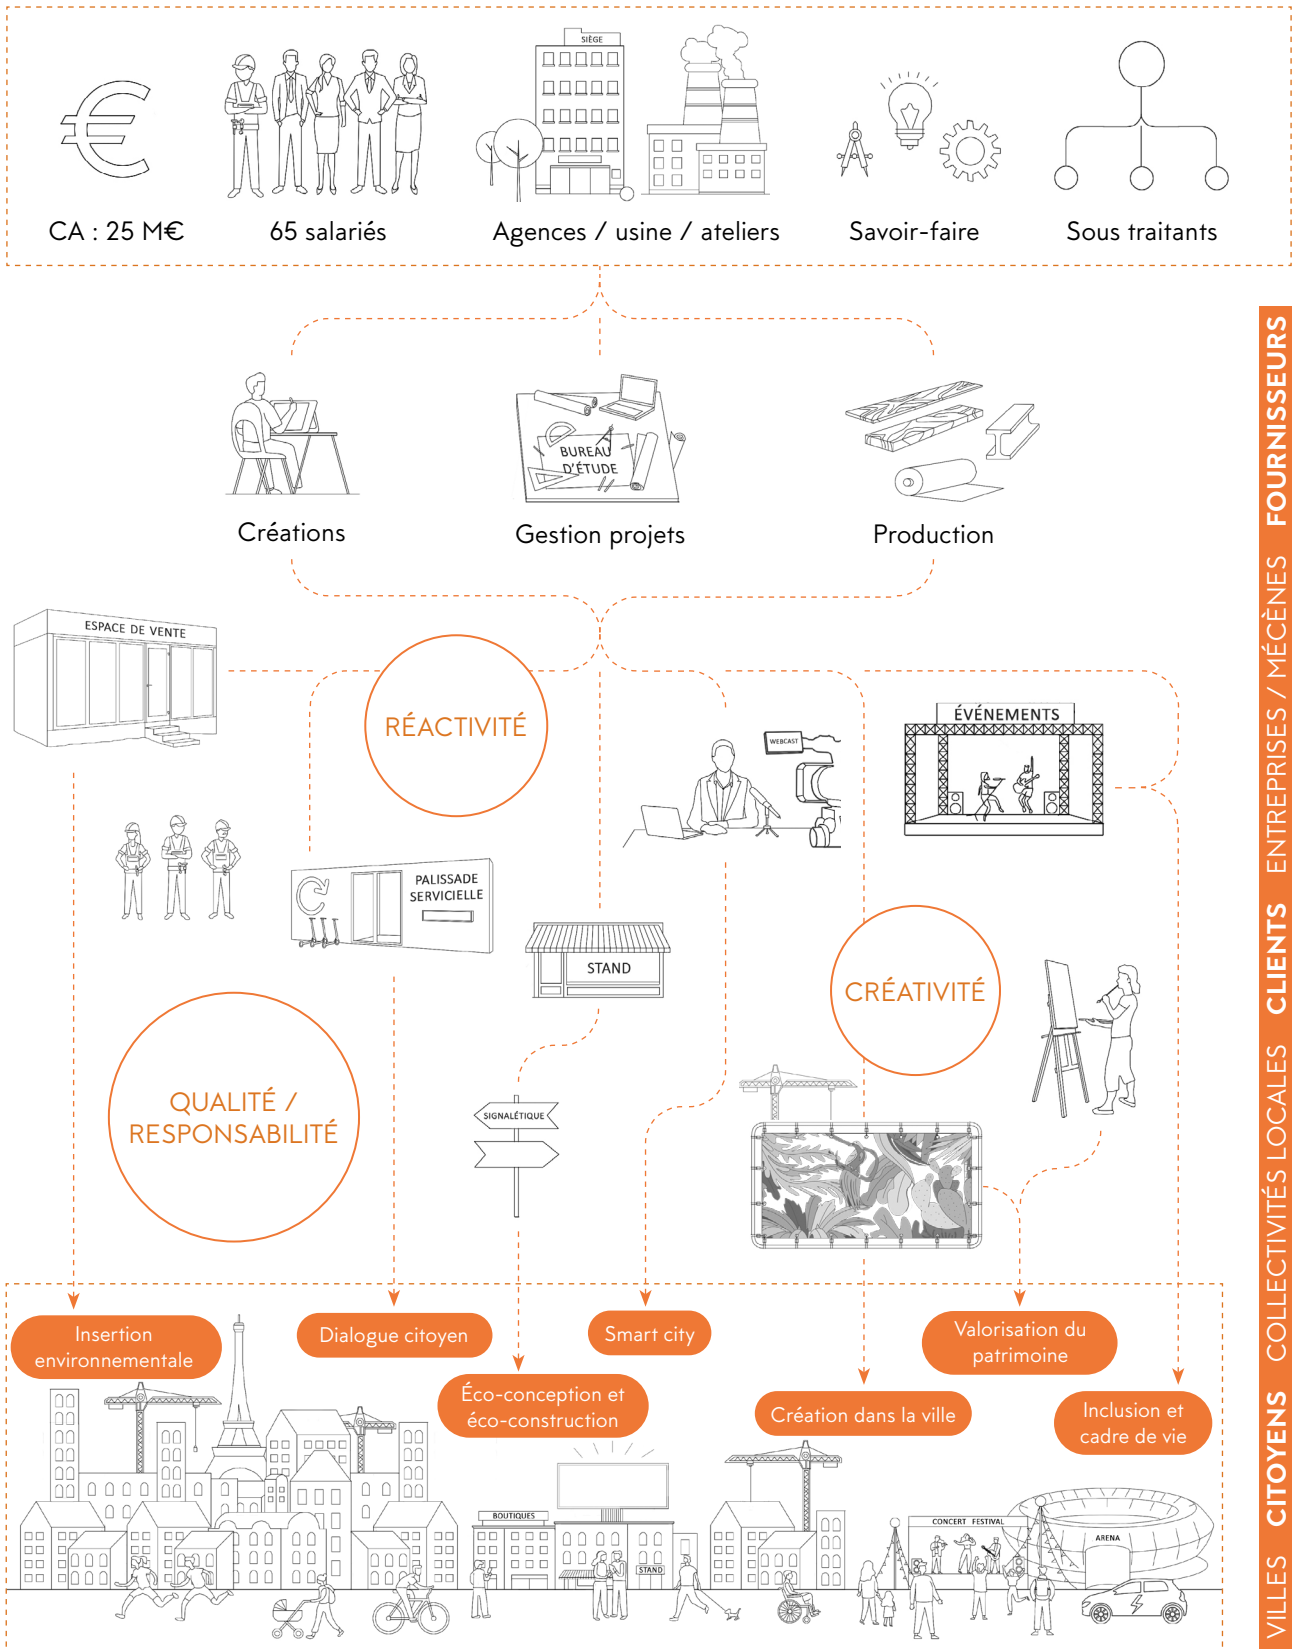 SIÈGE
CA : 25 M€
65 salariés
Agences / usine / ateliers
Savoir-faire
Sous traitants
BUREAU
D'ÉTUDE
Créations
Gestion projets
Production
ESPACE DE VENTE
RÉACTIVITÉ
WEBCAST
ÉVÉNEMENTS
PALISSADE
SERVICIELLE
STAND
CRÉATIVITÉ
QUALITÉ /
RESPONSABILITÉ
SIGNALÉTIQUE
Insertion
environnementale
Dialogue citoyen
Éco-conception et
éco-construction
Smart city
Création dans la ville
Valorisation du
patrimoine
Inclusion et
cadre de vie
BOUTIQUES
STAND
CONCERT FESTIVAL
ARENA
VILLES CITOYENS COLLECTIVITÉS LOCALES CLIENTS ENTREPRISES / MÉCÈNES FOURNISSEURS